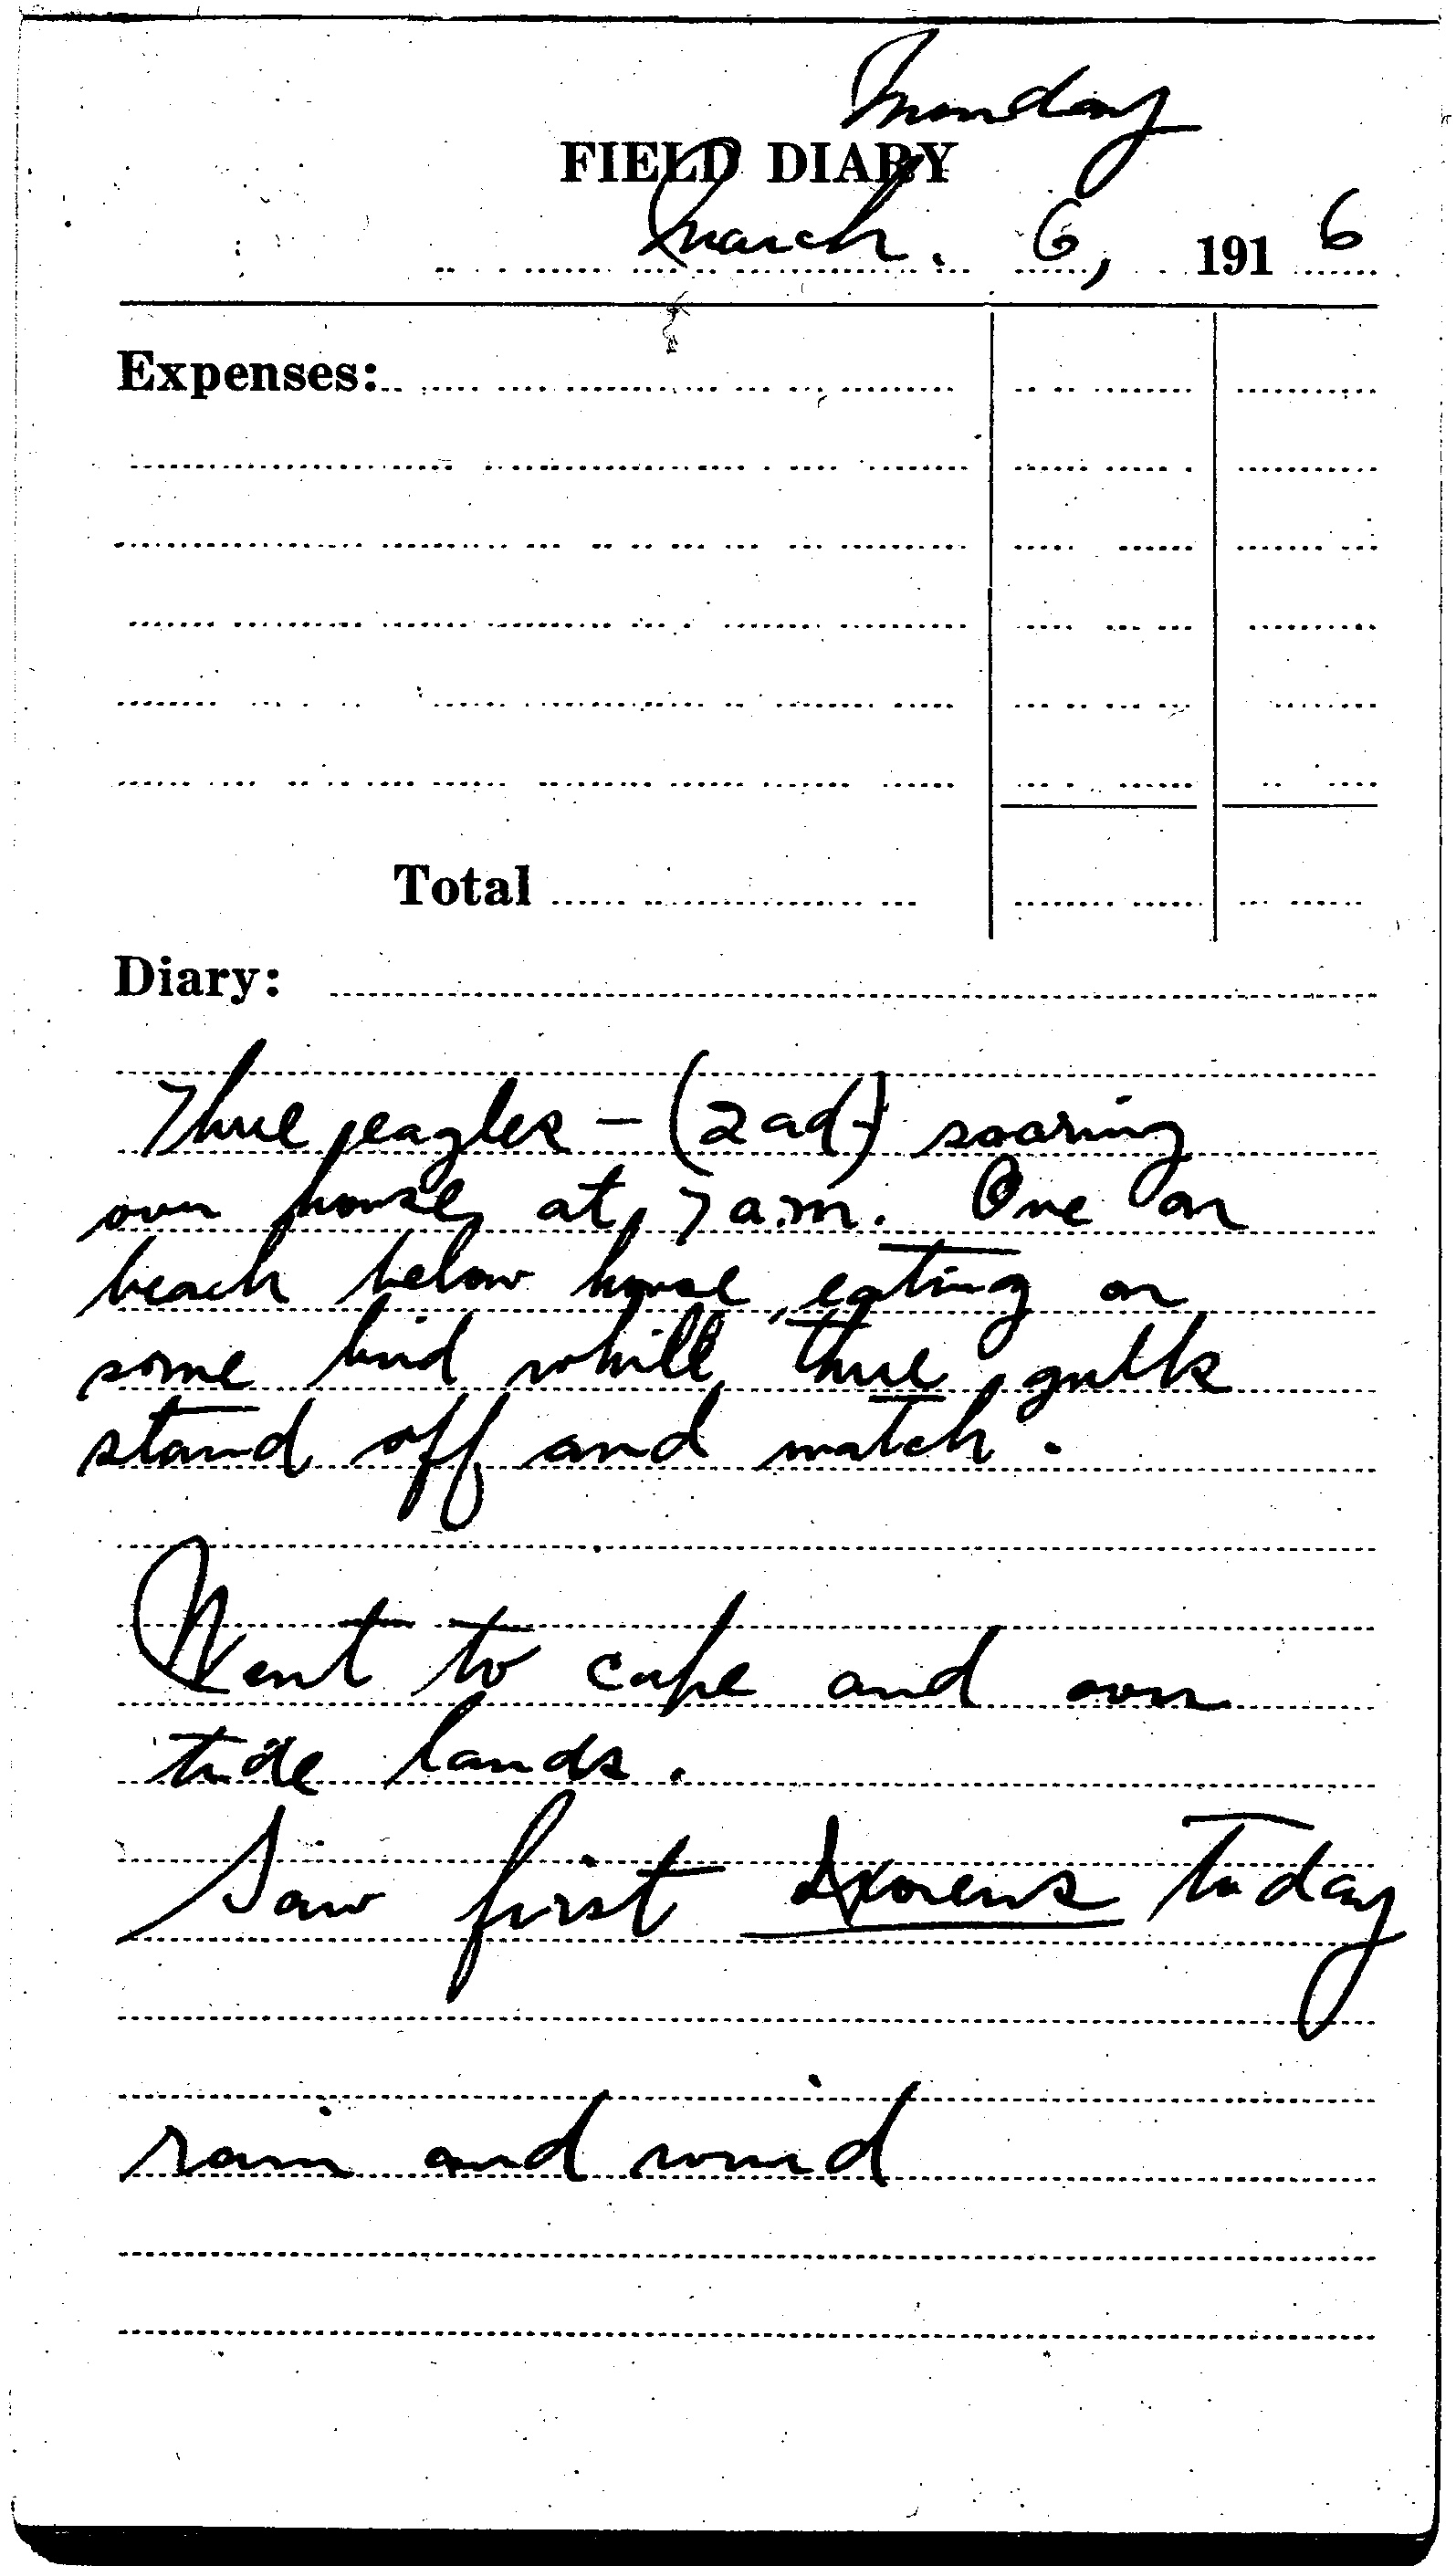 Monday
FIELD DIARY
March. 6, 1916
Expenses:
Total
Diary:
Three eagles – (2 ad) soaring
over house at 7 a.m. One on
beach below house, eating on
some bird while three gulls
stand off and watch.
Went to cape and over
tide lands.
Saw first Ixoreus today
rain and wind